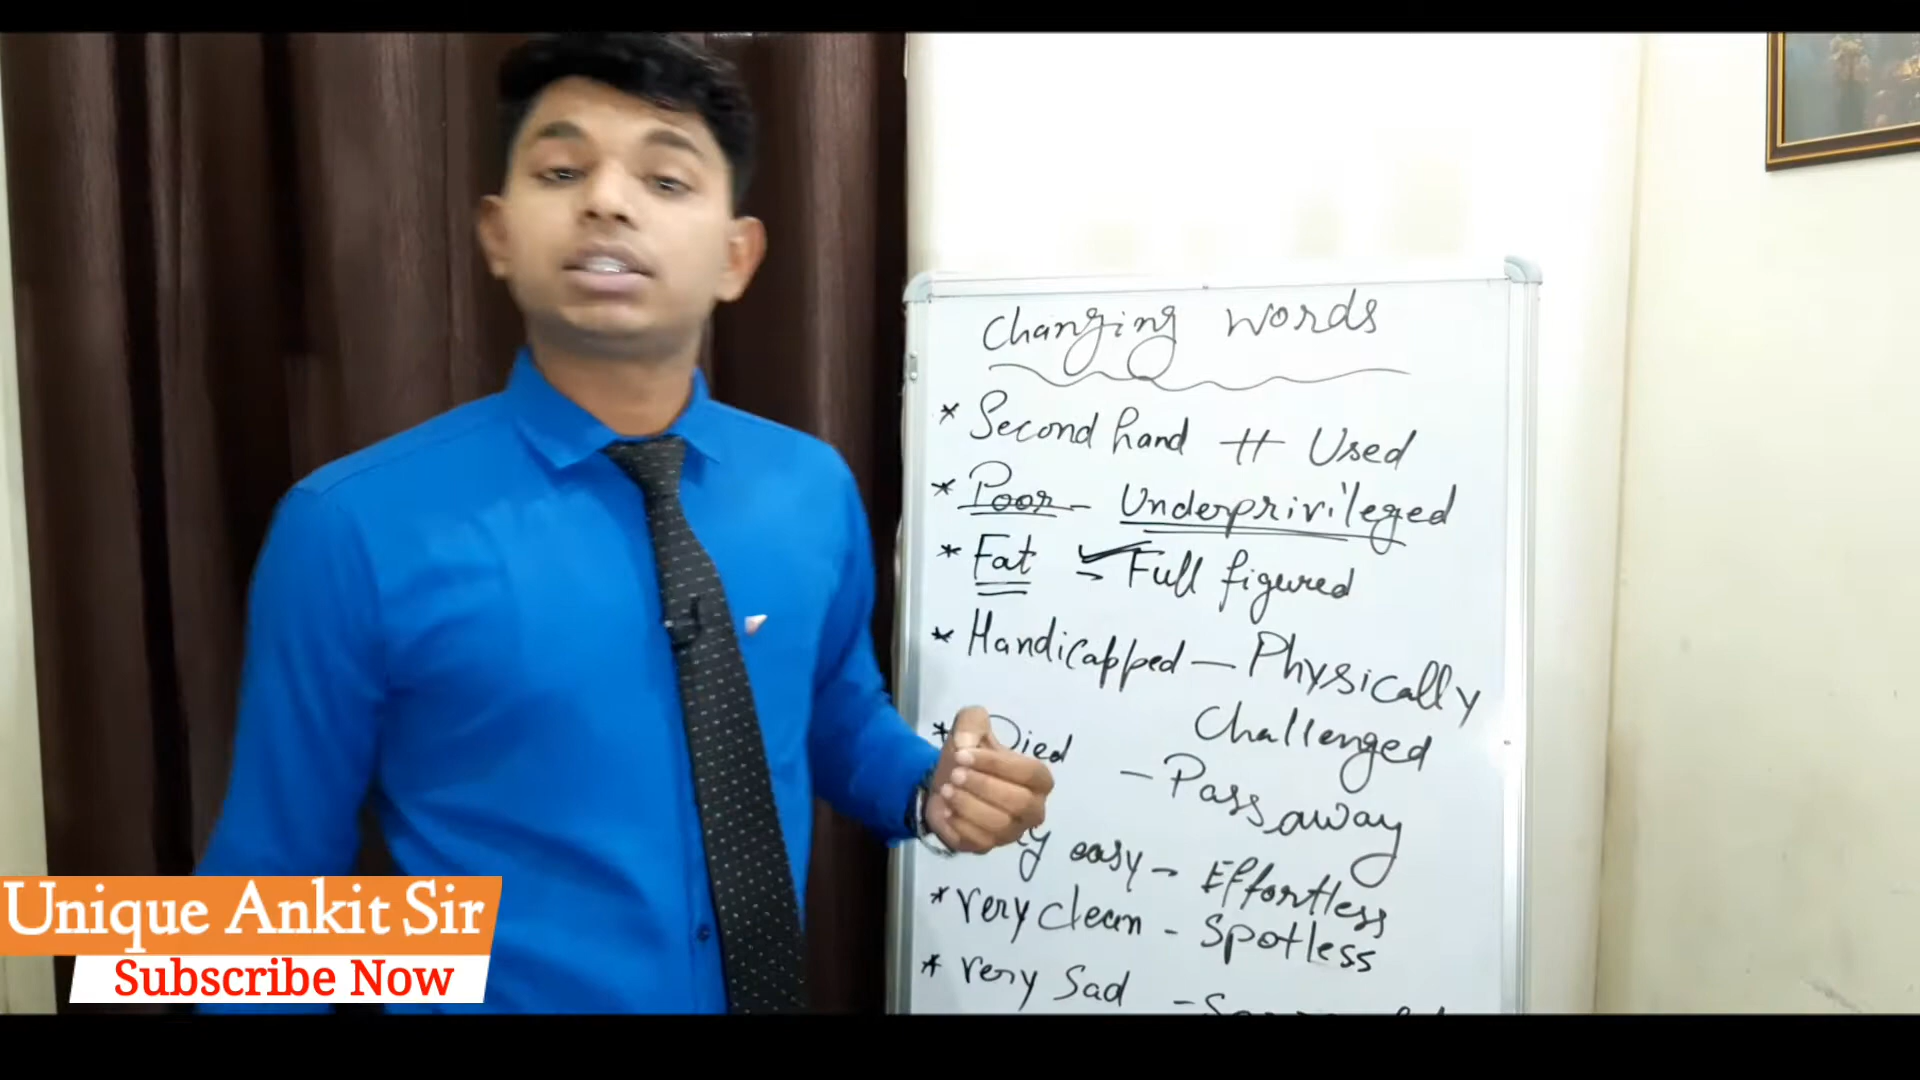 Changing words
* Second hand # Used
* Poor - Underprivileged
* Fat = Full figured
* Handicapped - Physically
Challenged
* Died - Pass away
easy - Effortless
* very clean - Spotless
* very Sad -
Unique Ankit Sir
Subscribe Now